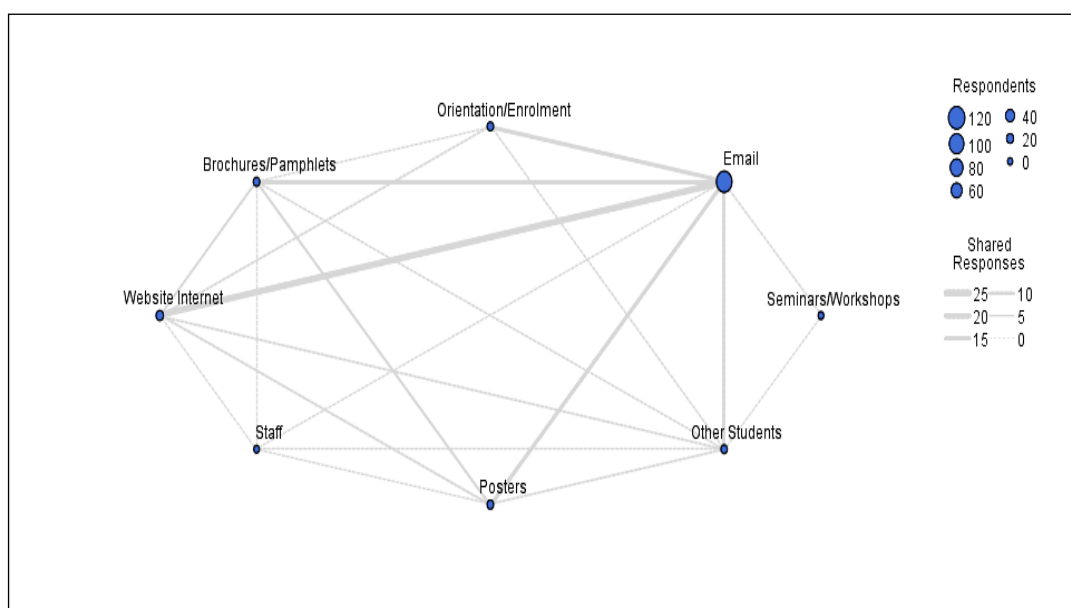 Orientation/Enrolment
Brochures/Pamphlets
Email
Website Internet
Seminars/Workshops
Staff
Other Students
Posters
Respondents
120 40
100 20
80 0
60
Shared
Responses
25 10
20 5
15 0